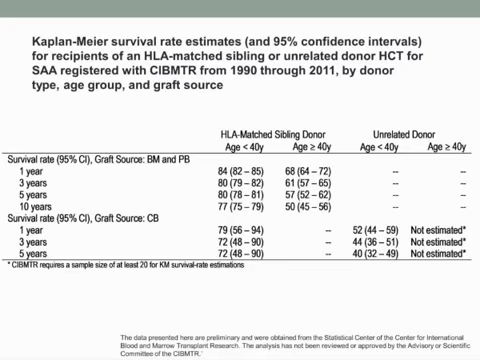 Kaplan-Meier survival rate estimates (and 95% confidence intervals)
for recipients of an HLA-matched sibling or unrelated donor HCT for
SAA registered with CIBMTR from 1990 through 2011, by donor
type, age group, and graft source
HLA-Matched Sibling Donor Unrelated Donor
Age < 40y Age ≥ 40y Age < 40y Age ≥ 40y
Survival rate (95% CI), Graft Source: BM and PB
1 year 84 (82 – 85) 68 (64 – 72) -- --
3 years 80 (79 – 82) 61 (57 – 65) -- --
5 years 80 (78 – 81) 57 (52 – 62) -- --
10 years 77 (75 – 79) 50 (45 – 56) -- --
Survival rate (95% CI), Graft Source: CB
1 year 79 (56 – 94) -- 52 (44 – 59) Not estimated*
3 years 72 (48 – 90) -- 44 (36 – 51) Not estimated*
5 years 72 (48 – 90) -- 40 (32 – 49) Not estimated*
* CIBMTR requires a sample size of at least 20 for KM survival-rate estimations
The data presented here are preliminary and were obtained from the Statistical Center of the Center for International
Blood and Marrow Transplant Research. The analysis has not been reviewed or approved by the Advisory or Scientific
Committee of the CIBMTR.